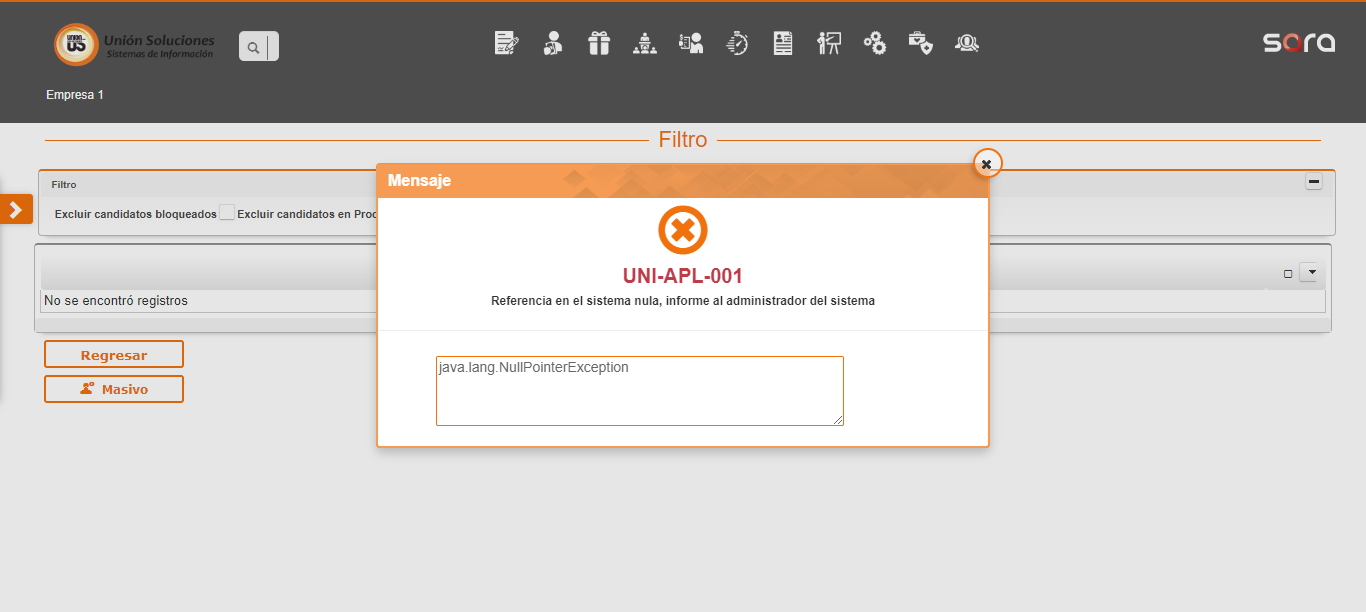 Unión Soluciones
Sistemas de Información
sara
Empresa 1
Filtro
Filtro
Excluir candidatos bloqueados
Excluir candidatos en Proc
No se encontró registros
Regresar
Masivo
Mensaje
UNI-APL-001
Referencia en el sistema nula, informe al administrador del sistema
java.lang.NullPointerException